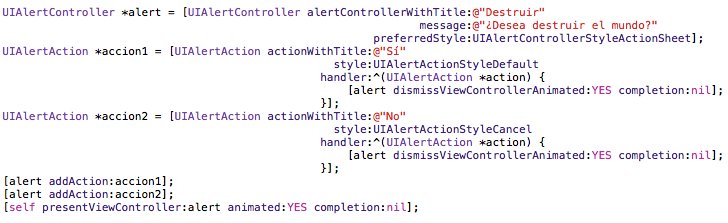 UIAlertController *alert = [UIAlertController alertControllerWithTitle:@"Destruir"
message:@"¿Desea destruir el mundo?"
preferredStyle:UIAlertControllerStyleActionSheet];
UIAlertAction *accion1 = [UIAlertAction actionWithTitle:@"Sí"
style:UIAlertActionStyleDefault
handler:^(UIAlertAction *action) {
[alert dismissViewControllerAnimated:YES completion:nil];
}];
UIAlertAction *accion2 = [UIAlertAction actionWithTitle:@"No"
style:UIAlertActionStyleCancel
handler:^(UIAlertAction *action) {
[alert dismissViewControllerAnimated:YES completion:nil];
}];
[alert addAction:accion1];
[alert addAction:accion2];
[self presentViewController:alert animated:YES completion:nil];